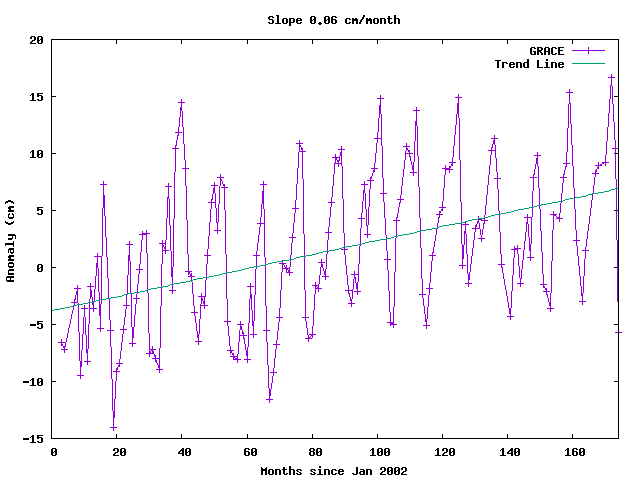 Slope 0.06 cm/month
GRACE
Trend Line
20
15
10
5
0
-5
-10
-15
Anomaly (cm)
0 20 40 60 80 100 120 140 160
Months since Jan 2002